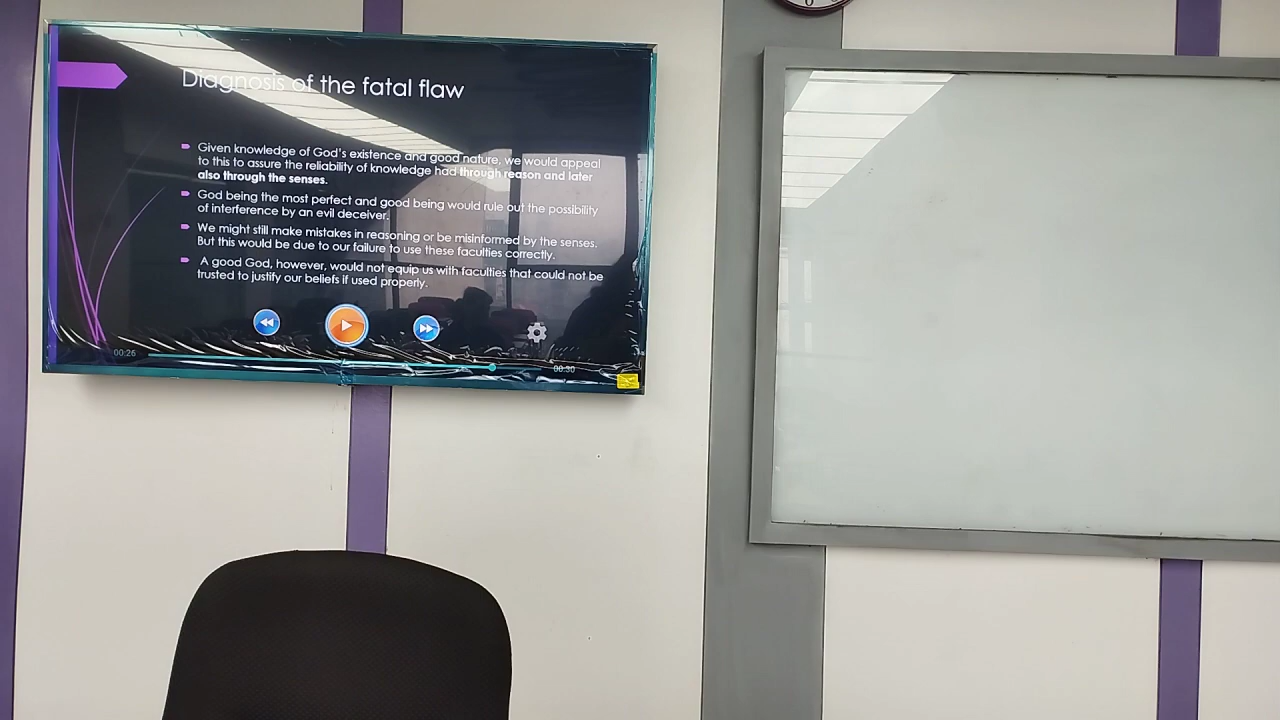 Diagnosis of the fatal flaw
Given knowledge of God's existence and good nature, we would appeal
to this to assure the reliability of knowledge had through reason and later
also through the senses.
God being the most perfect and good being would rule out the possibility
of interference by an evil deceiver.
We might still make mistakes in reasoning or be misinformed by the senses.
But this would be due to our failure to use these faculties correctly.
A good God, however, would not equip us with faculties that could not be
trusted to justify our beliefs if used properly.
00:26
00:30